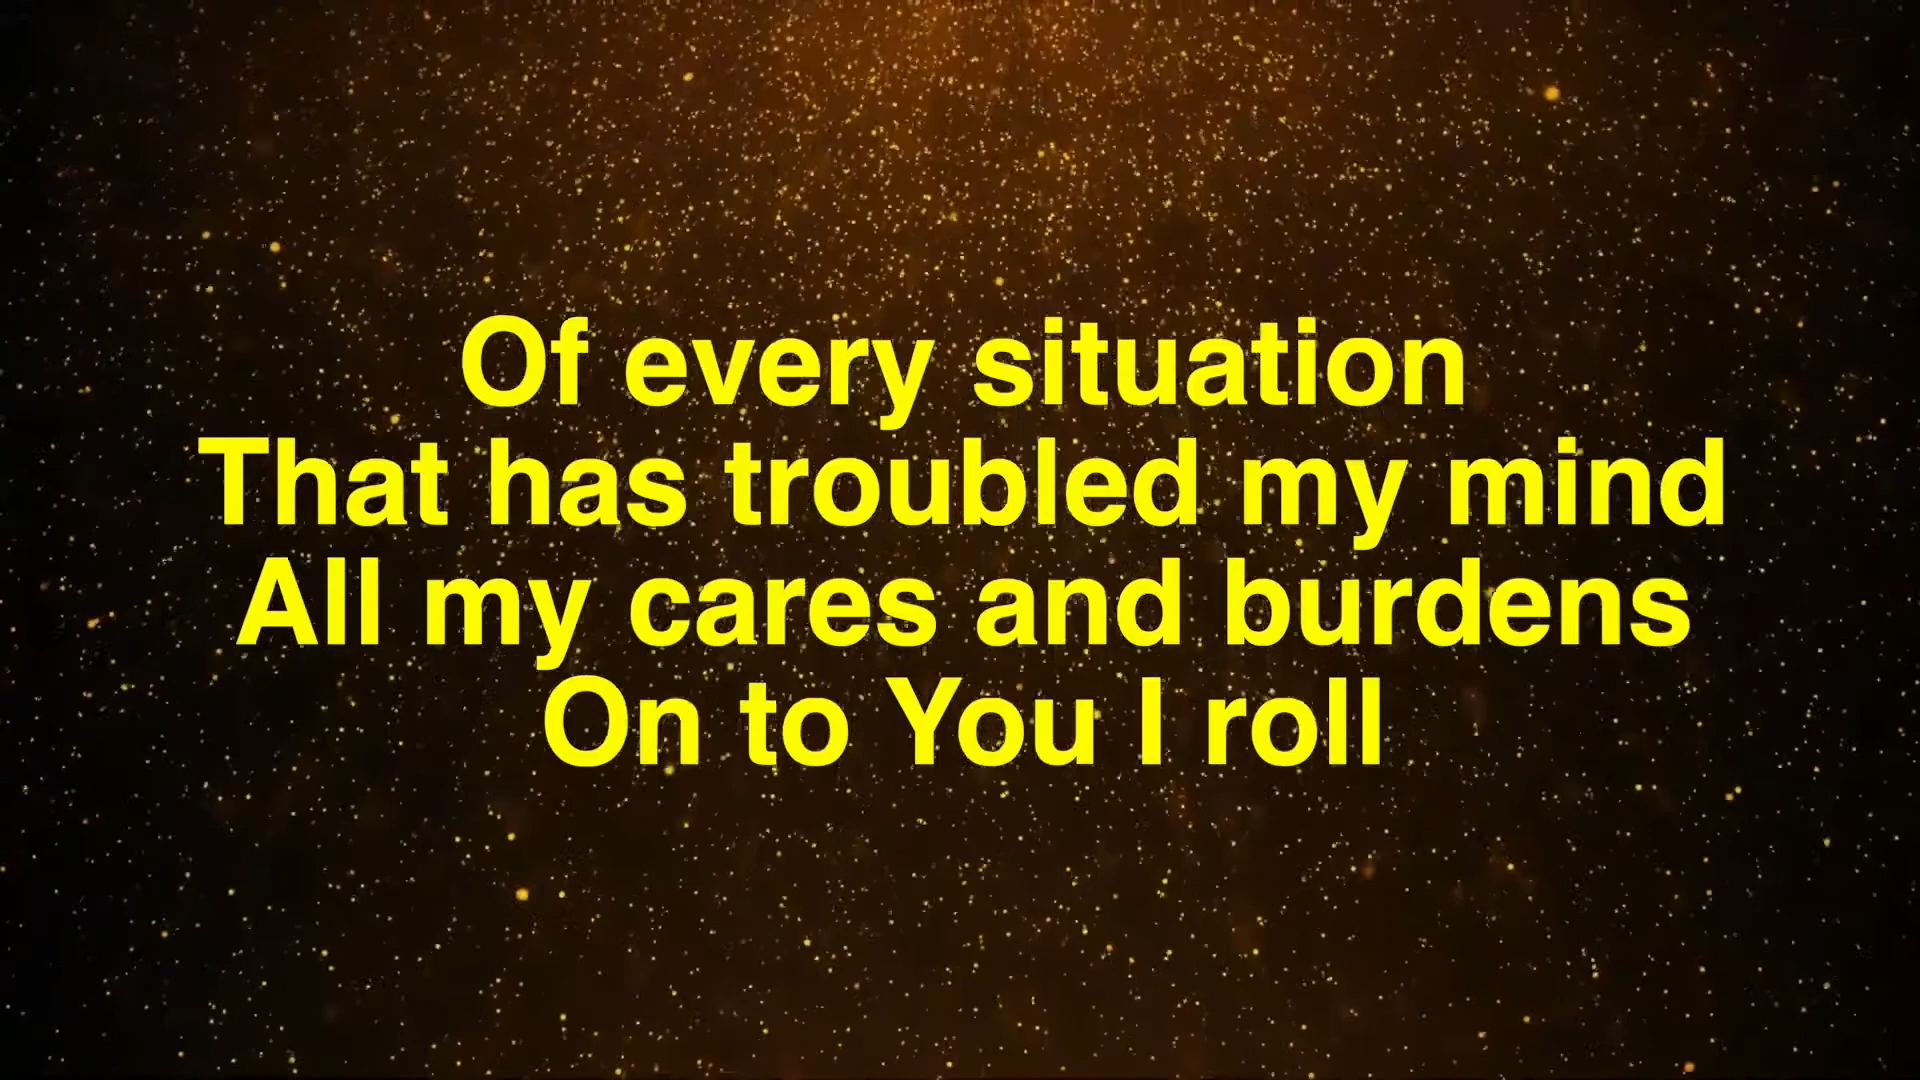 Of every situation
That has troubled my mind
All my cares and burdens
On to You I roll